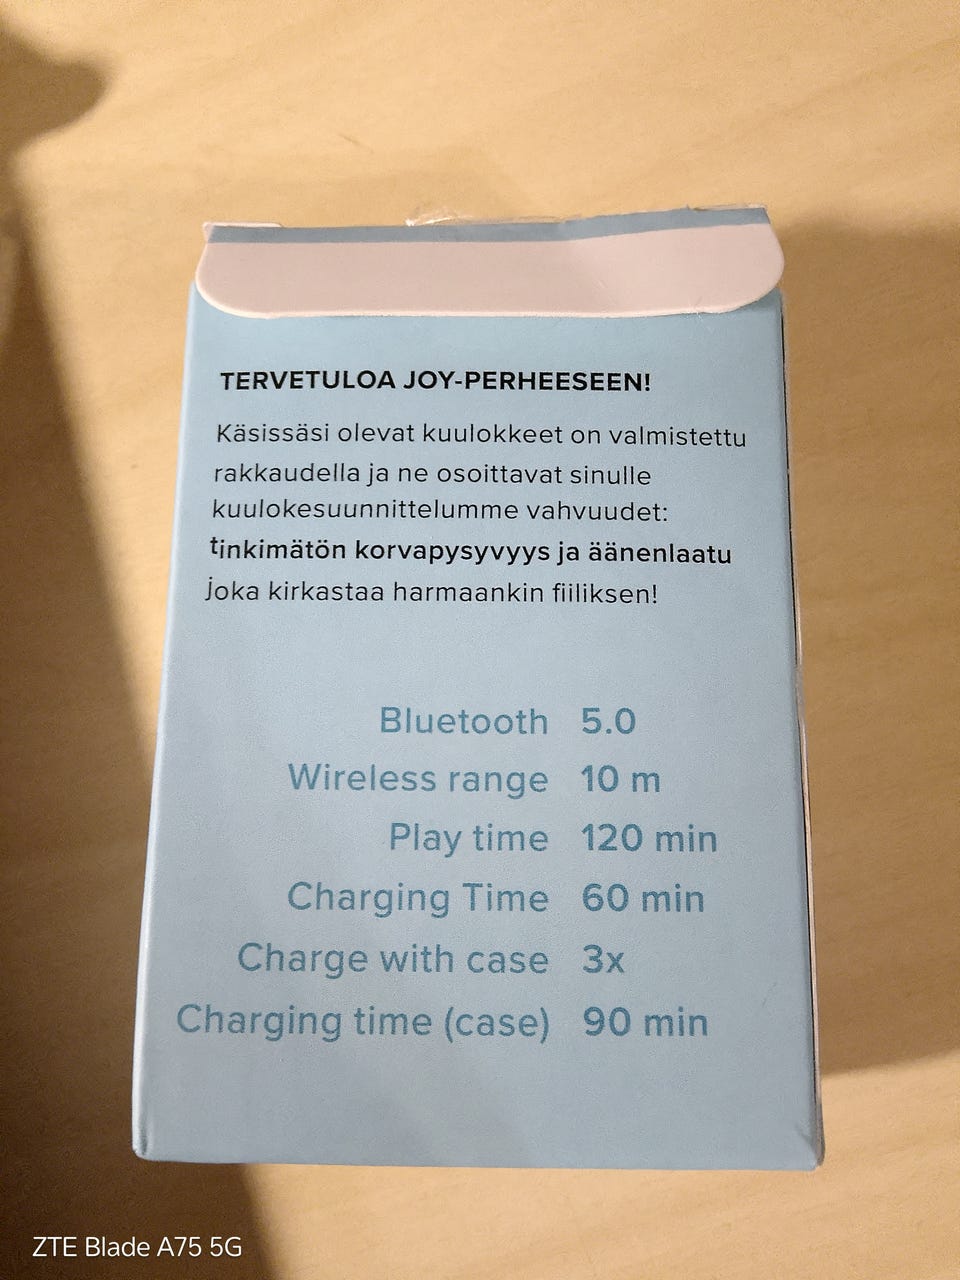 TERVETULOA JOY-PERHEESEEN!
Käsissäsi olevat kuulokkeet on valmistettu
rakkaudella ja ne osoittavat sinulle
kuulokesuunnittelumme vahvuudet:
tinkimätön korvapysyvyys ja äänenlaatu
joka kirkastaa harmaankin fiiliksen!
Bluetooth 5.0
Wireless range 10 m
Play time 120 min
Charging Time 60 min
Charge with case 3x
Charging time (case) 90 min
ZTE Blade A75 5G